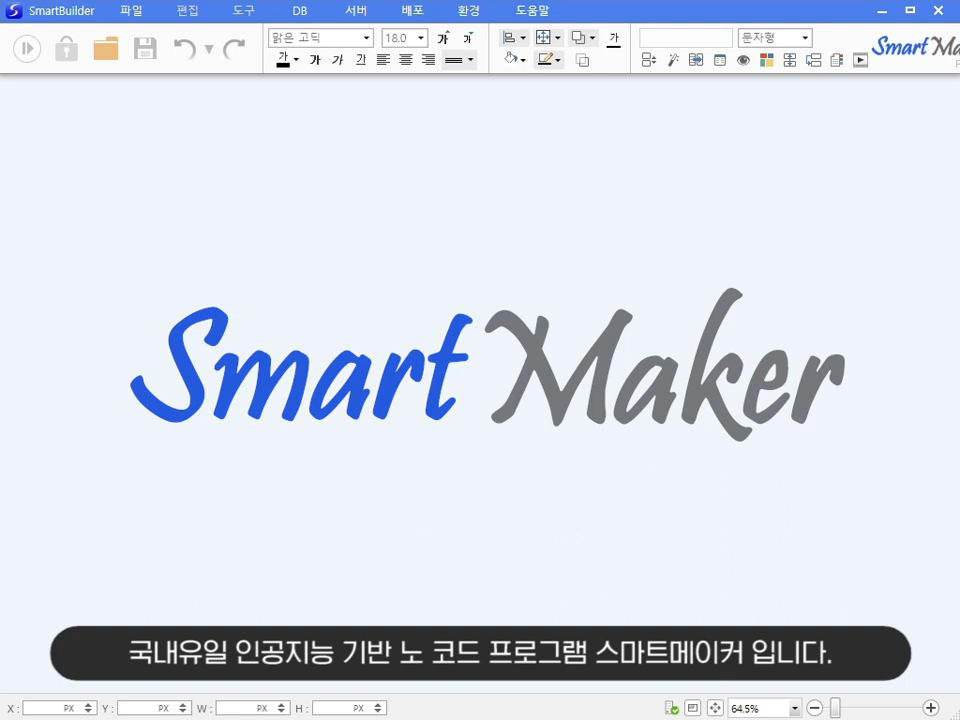 SmartBuilder 파일 편집 도구 DB 서버 배포 환경 도움말
맑은 고딕 18.0 가 가 가 문자형
가 가 가 가
Smart Ma
Smart Maker
국내유일 인공지능 기반 노 코드 프로그램 스마트메이커 입니다.
X : PX Y : PX W : PX H : PX 64.5%